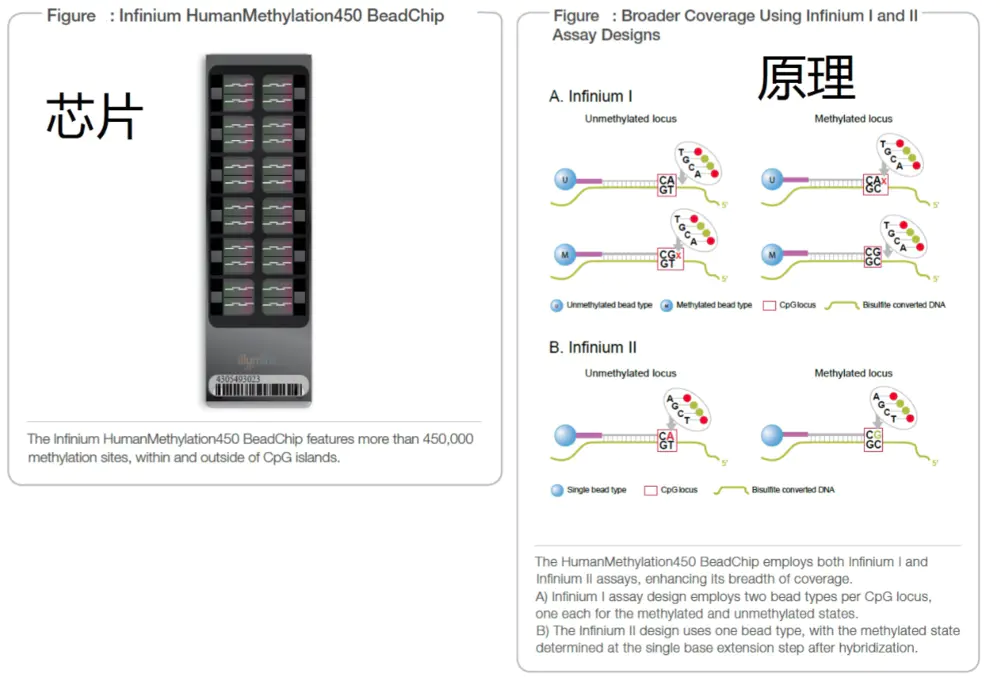 Figure : Infinium HumanMethylation450 BeadChip
芯片
illumina
4305493023
The Infinium HumanMethylation450 BeadChip features more than 450,000
methylation sites, within and outside of CpG islands.
Figure : Broader Coverage Using Infinium I and II
Assay Designs
原理
A. Infinium I
Unmethylated locus
Methylated locus
T G C A
U
CA
GT
5'
T G C A
U
CAx
GC
5'
T G C A
M
CGx
GT
5'
T G C A
M
CG
GC
5'
U Unmethylated bead type
M Methylated bead type
CpG locus
Bisulfite converted DNA
B. Infinium II
Unmethylated locus
Methylated locus
A G C T
CA
GT
5'
A G C T
CG
GC
5'
Single bead type
CpG locus
Bisulfite converted DNA
The HumanMethylation450 BeadChip employs both Infinium I and
Infinium II assays, enhancing its breadth of coverage.
A) Infinium I assay design employs two bead types per CpG locus,
one each for the methylated and unmethylated states.
B) The Infinium II design uses one bead type, with the methylated state
determined at the single base extension step after hybridization.